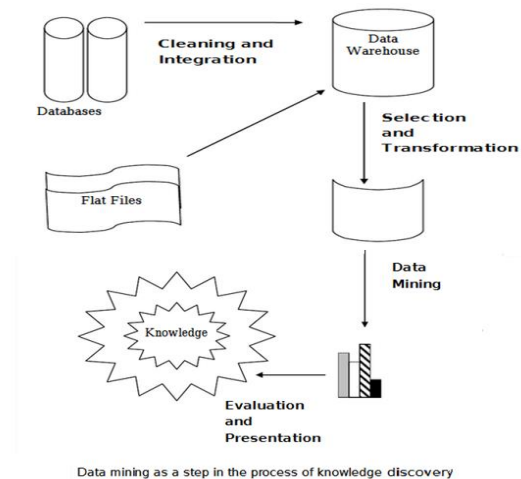 Cleaning and
Integration
Data
Warehouse
Databases
Selection
and
Transformation
Flat Files
Data
Mining
Knowledge
Evaluation
and
Presentation
Data mining as a step in the process of knowledge discovery